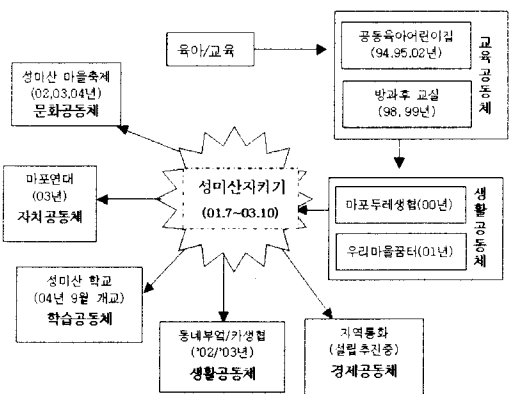 육아/교육
공동육아어린이집
(94.95.02년)
방과후 교실
(98.99년)
교육공동체
성미산 마을축제
(02.03.04년)
문화공동체
성미산지키기
(01.7~03.10)
마포두레생협(00년)
우리마을꿈터(01년)
생활공동체
마포연대
(03년)
자치공동체
성미산 학교
(04년 9월 개교)
학습공동체
동네부엌/카생협
('02/'03년)
생활공동체
지역통화
(설립추진중)
경제공동체